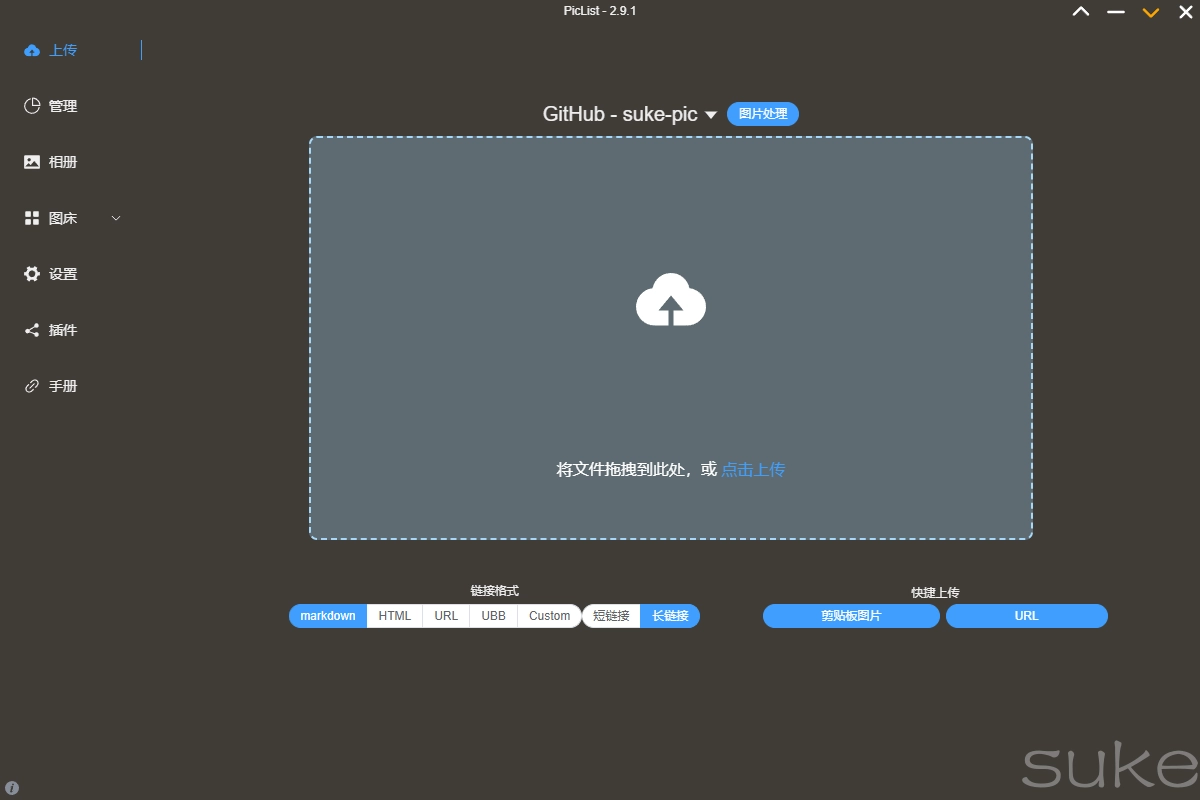 PicList - 2.9.1
上传
管理
相册
图床
设置
插件
手册
GitHub - suke-pic 图片处理
将文件拖拽到此处，或 点击上传
链接格式
markdown HTML URL UBB Custom 短链接 长链接
快捷上传
剪贴板图片 URL
suke